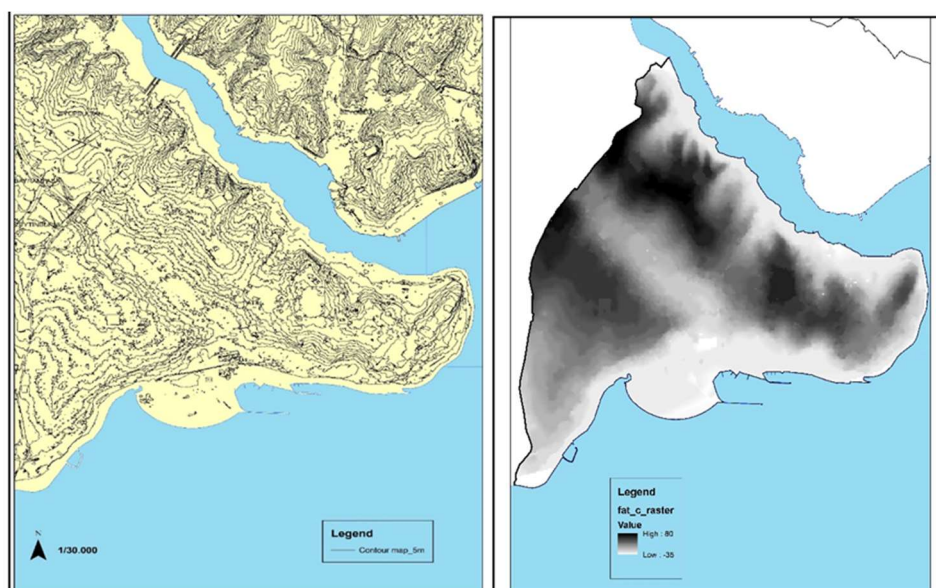 N
1/30.000
Legend
Contour map_5m
Legend
fat_c_raster
Value
High : 80
Low : -35